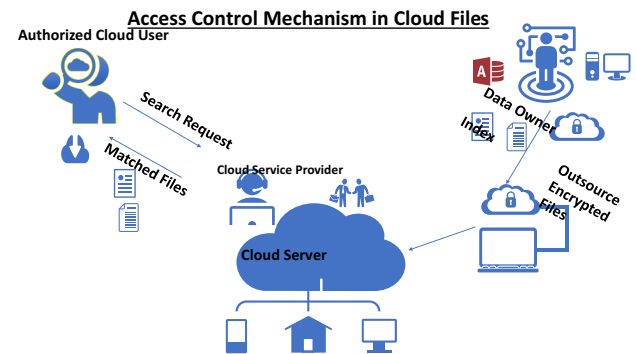 Access Control Mechanism in Cloud Files
Authorized Cloud User
A
Search Request
Data Owner
Index
Matched Files
Cloud Service Provider
Outsource
Encrypted
Files
Cloud Server